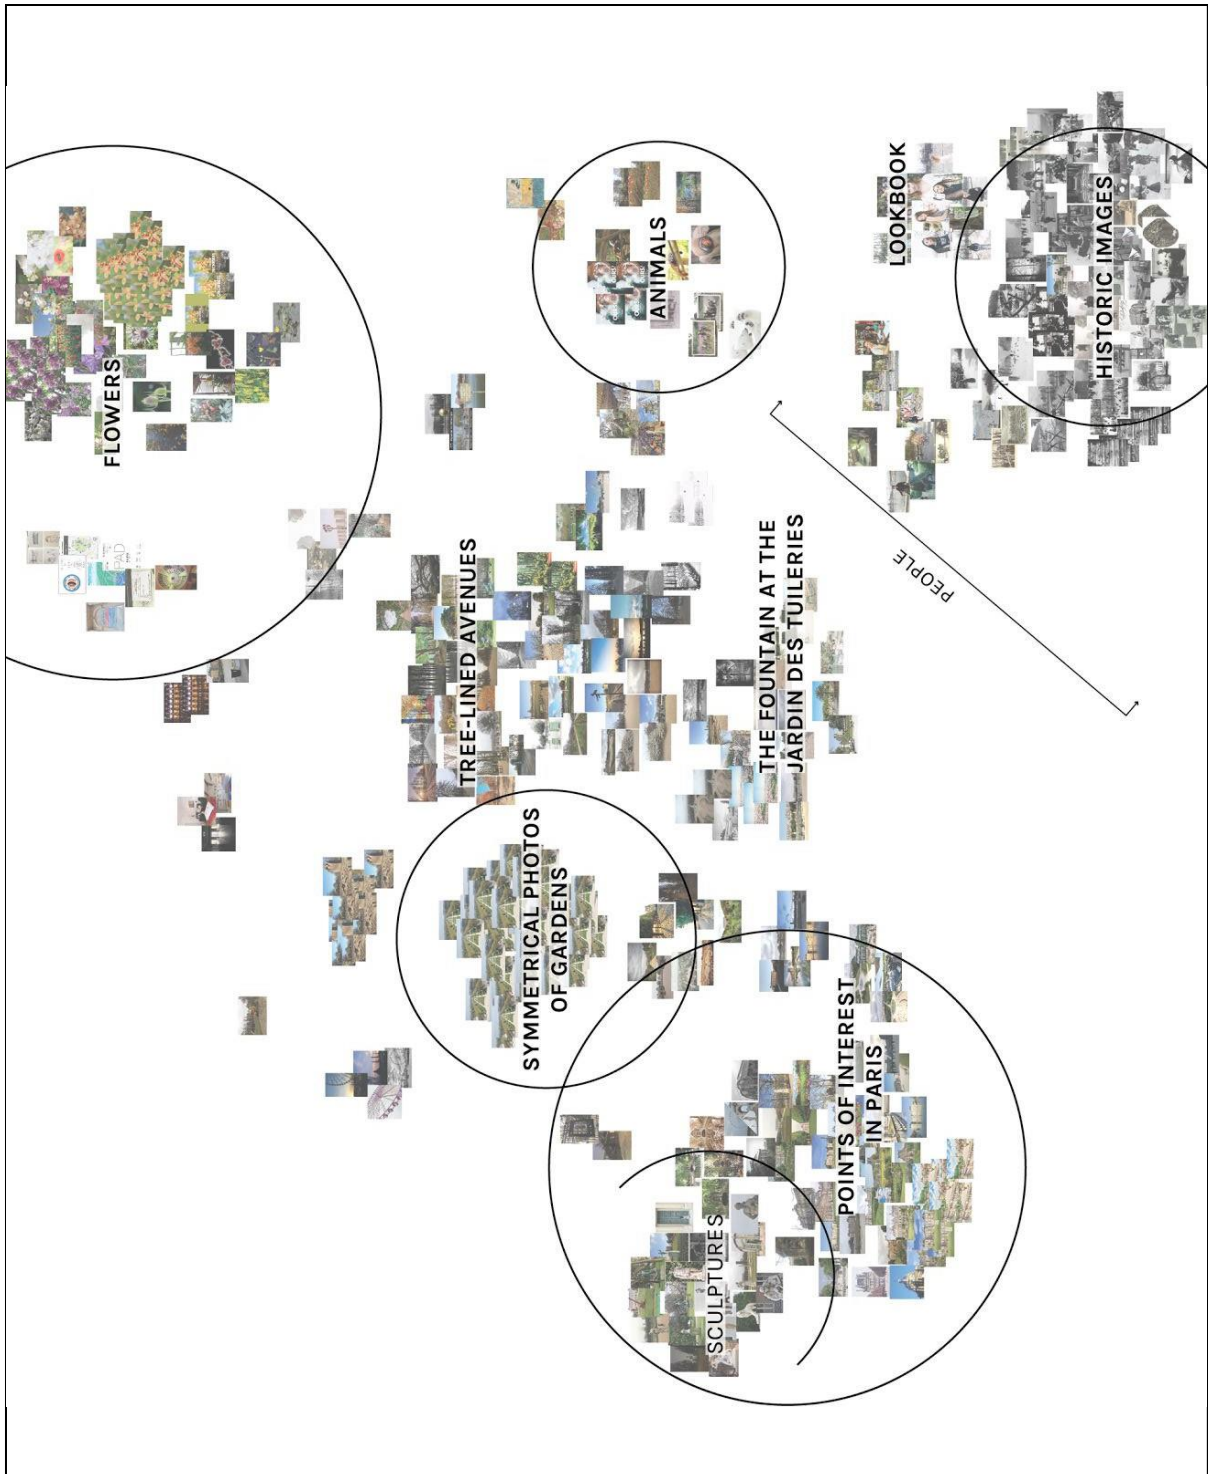 FLOWERS
ANIMALS
LOOKBOOK
HISTORIC IMAGES
PEOPLE
TREE-LINED AVENUES
THE FOUNTAIN AT THE
JARDIN DES TUILERIES
SYMMETRICAL PHOTOS
OF GARDENS
POINTS OF INTEREST
IN PARIS
SCULPTURES
PAD